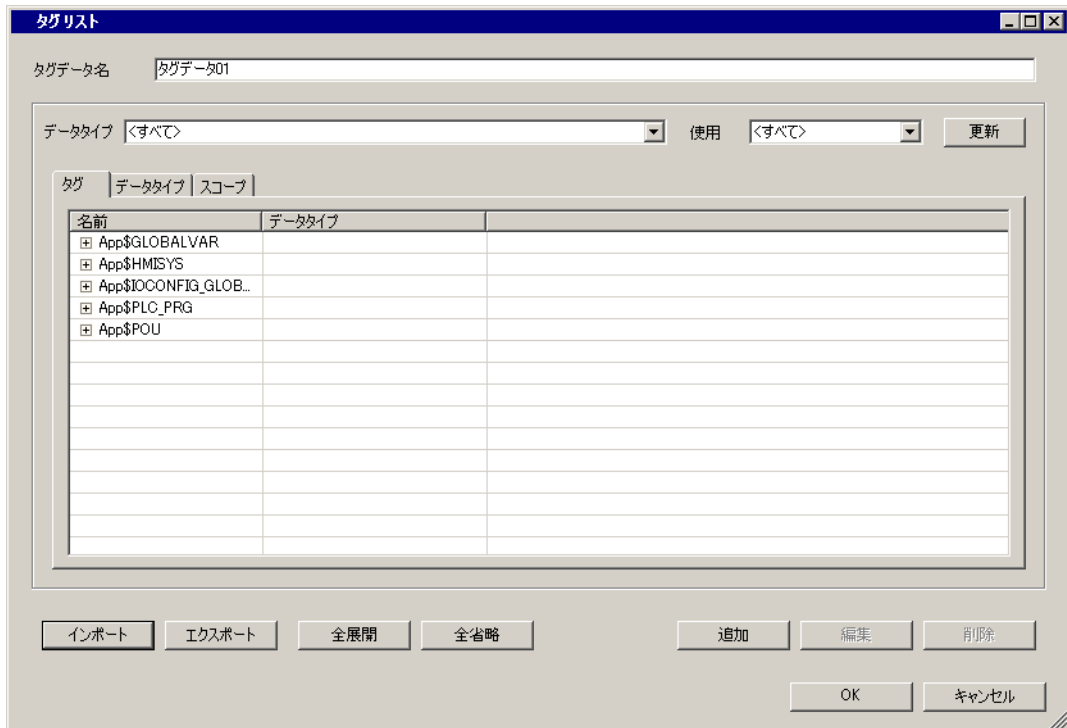 タグ リスト
タグデータ名 タグデータ01
データタイプ <すべて> 使用 <すべて> 更新
タグ データタイプ スコープ
名前 データタイプ
App$GLOBALVAR
App$HMISYS
App$IOCONFIG_GLOB...
App$PLC_PRG
App$POU
インポート エクスポート 全展開 全省略 追加 編集 削除
OK キャンセル